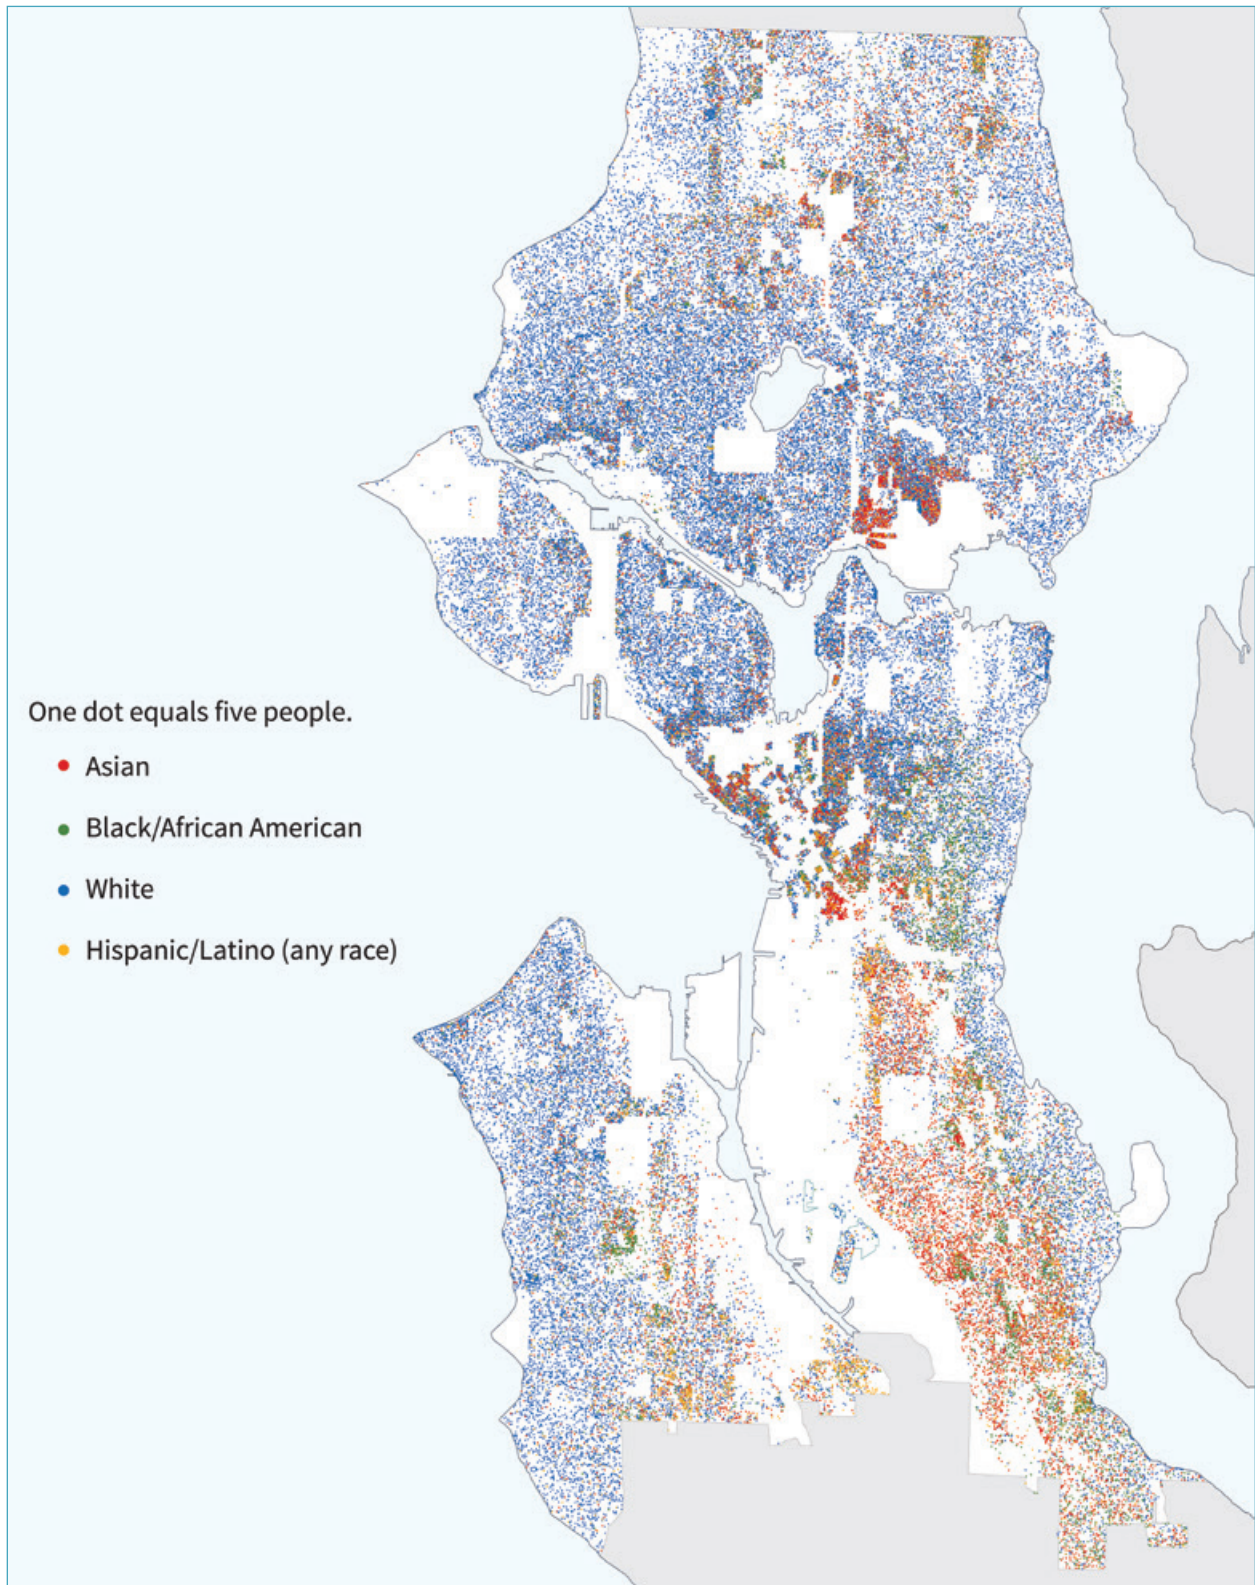 One dot equals five people.
Asian
Black/African American
White
Hispanic/Latino (any race)